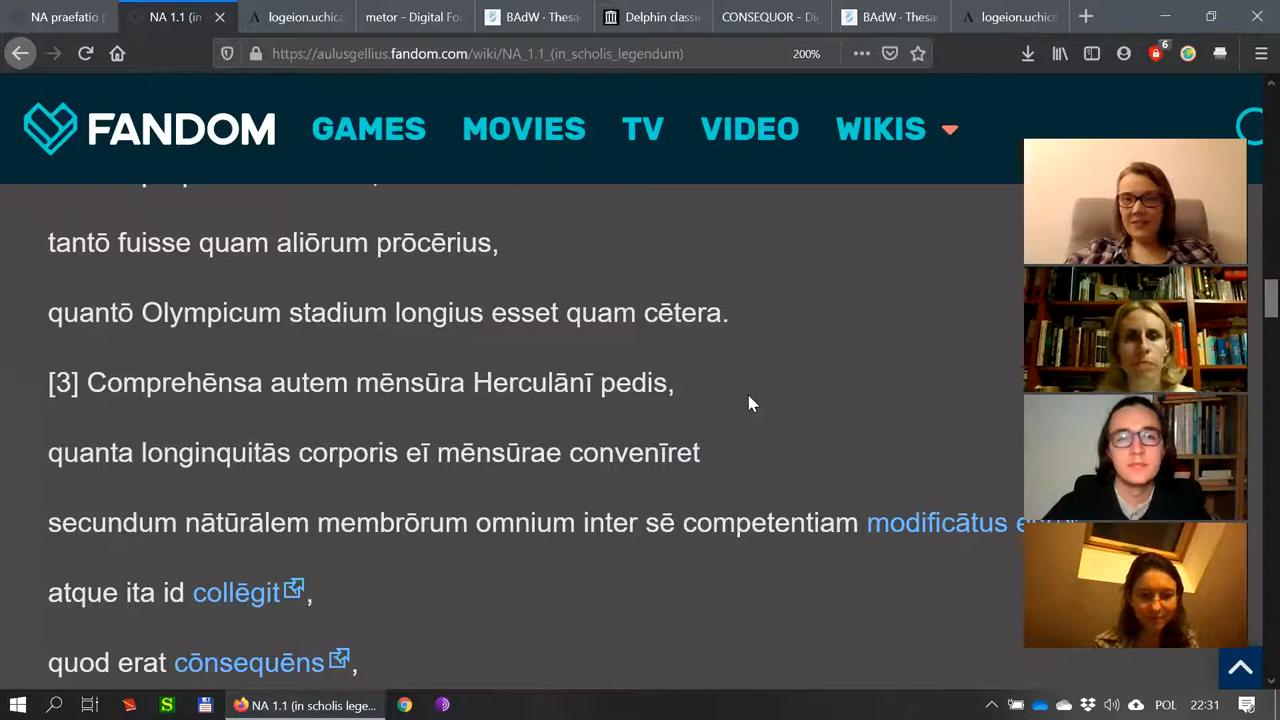 NA praefatio (
NA 1.1 (in
logeion.uchica
metor - Digital Fo
BAdW · Thesa
Delphin classic
CONSEQUOR - Di
BAdW · Thesa
logeion.uchica
https://aulusgellius.fandom.com/wiki/NA_1.1_(in_scholis_legendum)
200%
6
FANDOM GAMES MOVIES TV VIDEO WIKIS
tantō fuisse quam aliōrum prōcērius,
quantō Olympicum stadium longius esset quam cētera.
[3] Comprehēnsa autem mēnsūra Herculānī pedis,
quanta longinquitās corporis eī mēnsūrae convenīret
secundum nātūrālem membrōrum omnium inter sē competentiam modificātus
atque ita id collēgit,
quod erat cōnsequēns,
NA 1.1 (in scholis lege...
POL 22:31